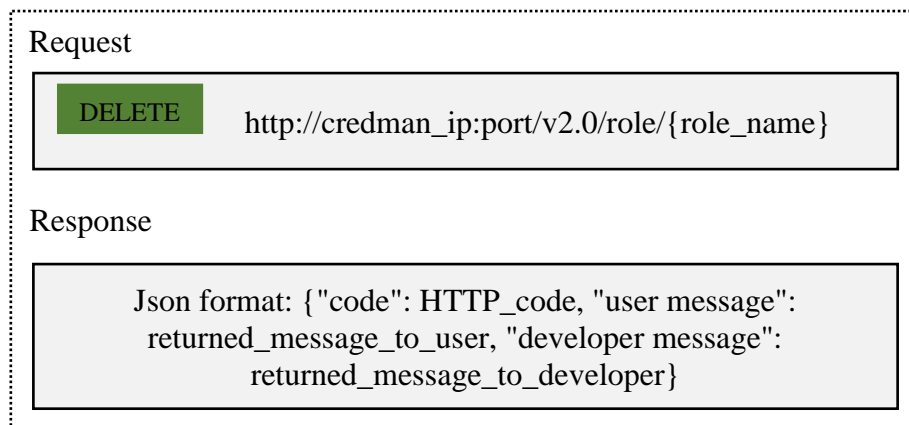 Request
DELETE
http://credman_ip:port/v2.0/role/{role_name}
Response
Json format: {"code": HTTP_code, "user message":
returned_message_to_user, "developer message":
returned_message_to_developer}